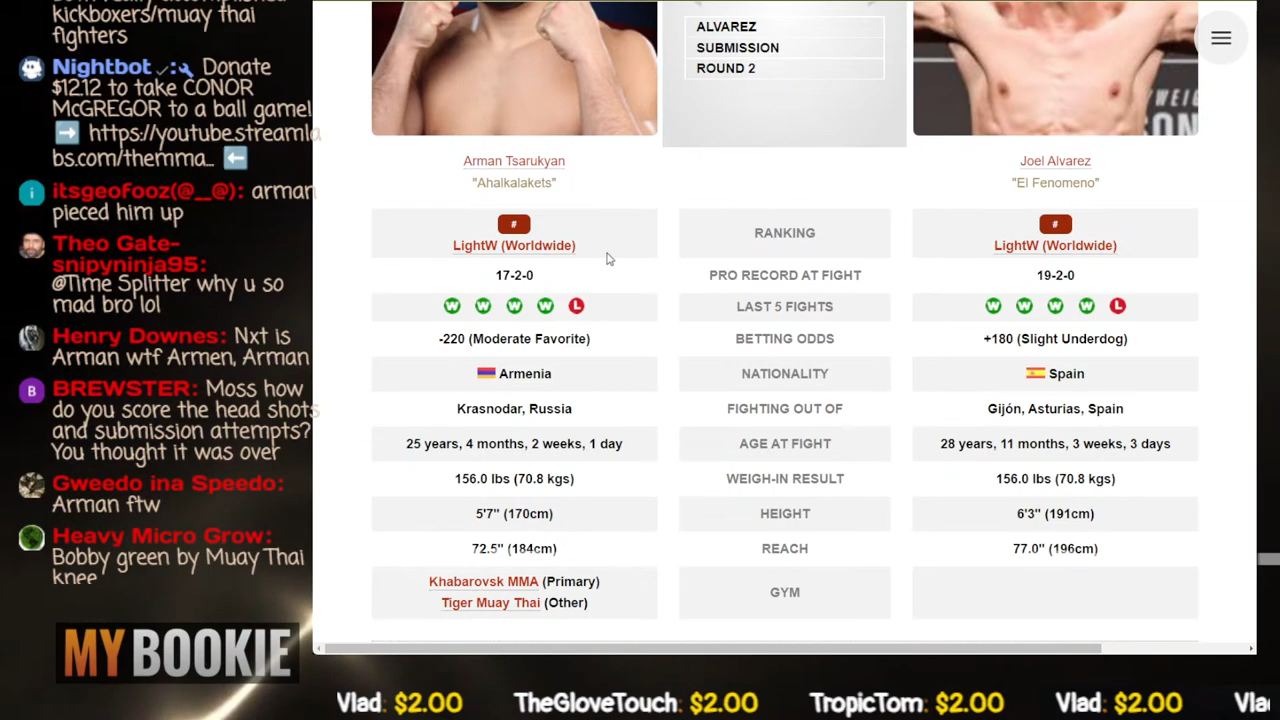 kickboxers/muay thai
fighters
Nightbot ✓:🔧 Donate
$12.12 to take CONOR
McGREGOR to a ball game!
➡️ https://youtube.streamla
bs.com/themma... ⬅️
itsgeofooz(@__@): arman
pieced him up
Theo Gate-
snipyninja95:
@Time Splitter why u so
mad bro lol
Henry Downes: Nxt is
Arman wtf Armen, Arman
B
BREWSTER: Moss how
do you score the head shots
and submission attempts?
You thought it was over
Gweedo ina Speedo:
Arman ftw
Heavy Micro Grow:
Bobby green by Muay Thai
knee
MYBOOKIE
ALVAREZ
SUBMISSION
ROUND 2
Arman Tsarukyan
"Ahalkalakets"
Joel Alvarez
"El Fenomeno"
# RANKING #
LightW (Worldwide) LightW (Worldwide)
17-2-0 PRO RECORD AT FIGHT 19-2-0
W W W W L LAST 5 FIGHTS W W W W L
-220 (Moderate Favorite) BETTING ODDS +180 (Slight Underdog)
Armenia NATIONALITY Spain
Krasnodar, Russia FIGHTING OUT OF Gijón, Asturias, Spain
25 years, 4 months, 2 weeks, 1 day AGE AT FIGHT 28 years, 11 months, 3 weeks, 3 days
156.0 lbs (70.8 kgs) WEIGH-IN RESULT 156.0 lbs (70.8 kgs)
5'7" (170cm) HEIGHT 6'3" (191cm)
72.5" (184cm) REACH 77.0" (196cm)
Khabarovsk MMA (Primary) GYM
Tiger Muay Thai (Other)
Vlad: $2.00 TheGloveTouch: $2.00 TropicTom: $2.00 Vlad: $2.00 Vla